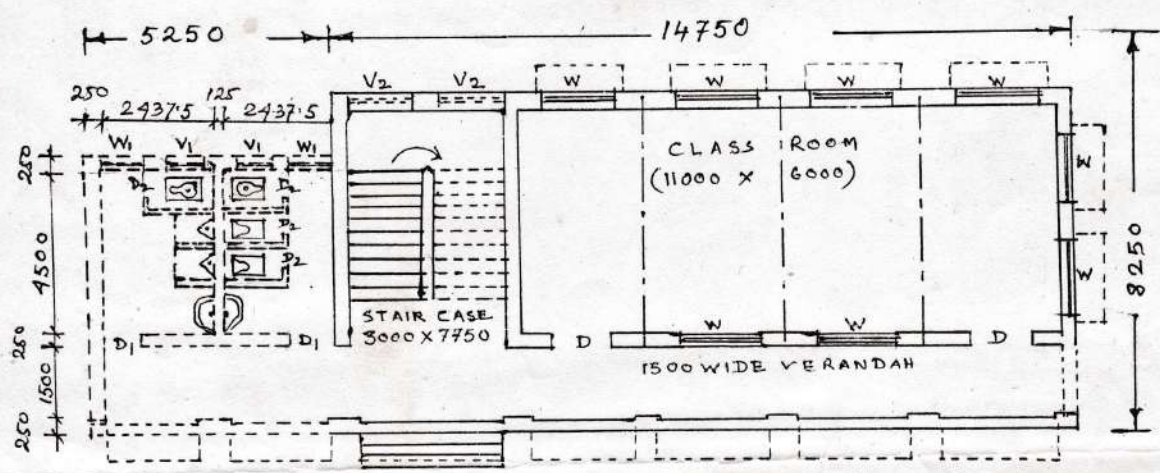 5250
14750
250
2437.5
125
2437.5
V2
V2
W
W
W
W
W1
V1
V1
W1
250
D2
D2
CLASS ROOM
(11000 X 6000)
W
D2
450
D2
W
8250
STAIR CASE
3000 X 7750
250
D1
D1
D
W
W
D
1500 WIDE VERANDAH
1500
250